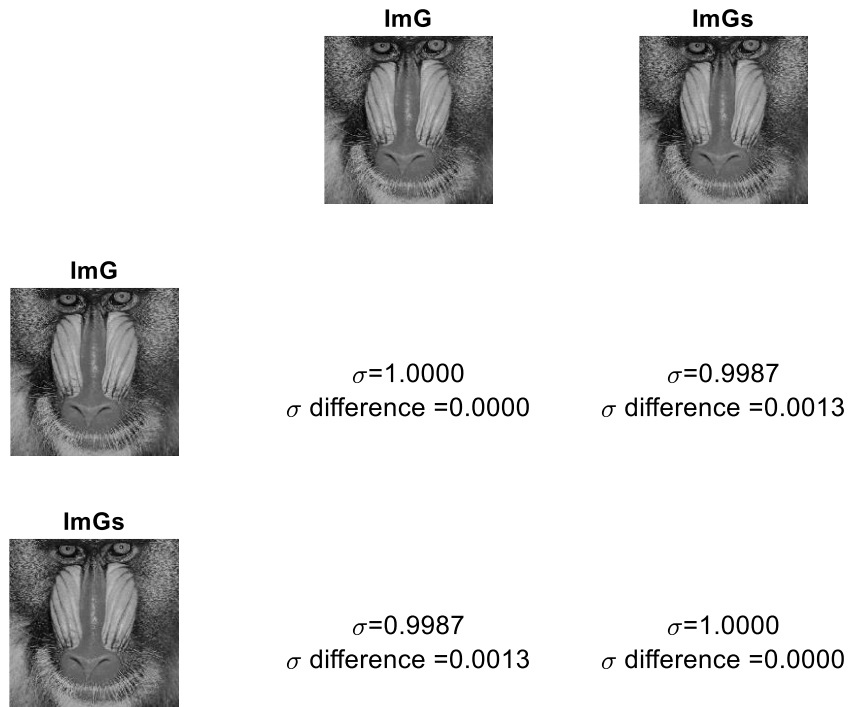 ImG
ImGs
ImG
σ=1.0000
σ=0.9987
σ difference =0.0000
σ difference =0.0013
ImGs
σ=0.9987
σ=1.0000
σ difference =0.0013
σ difference =0.0000